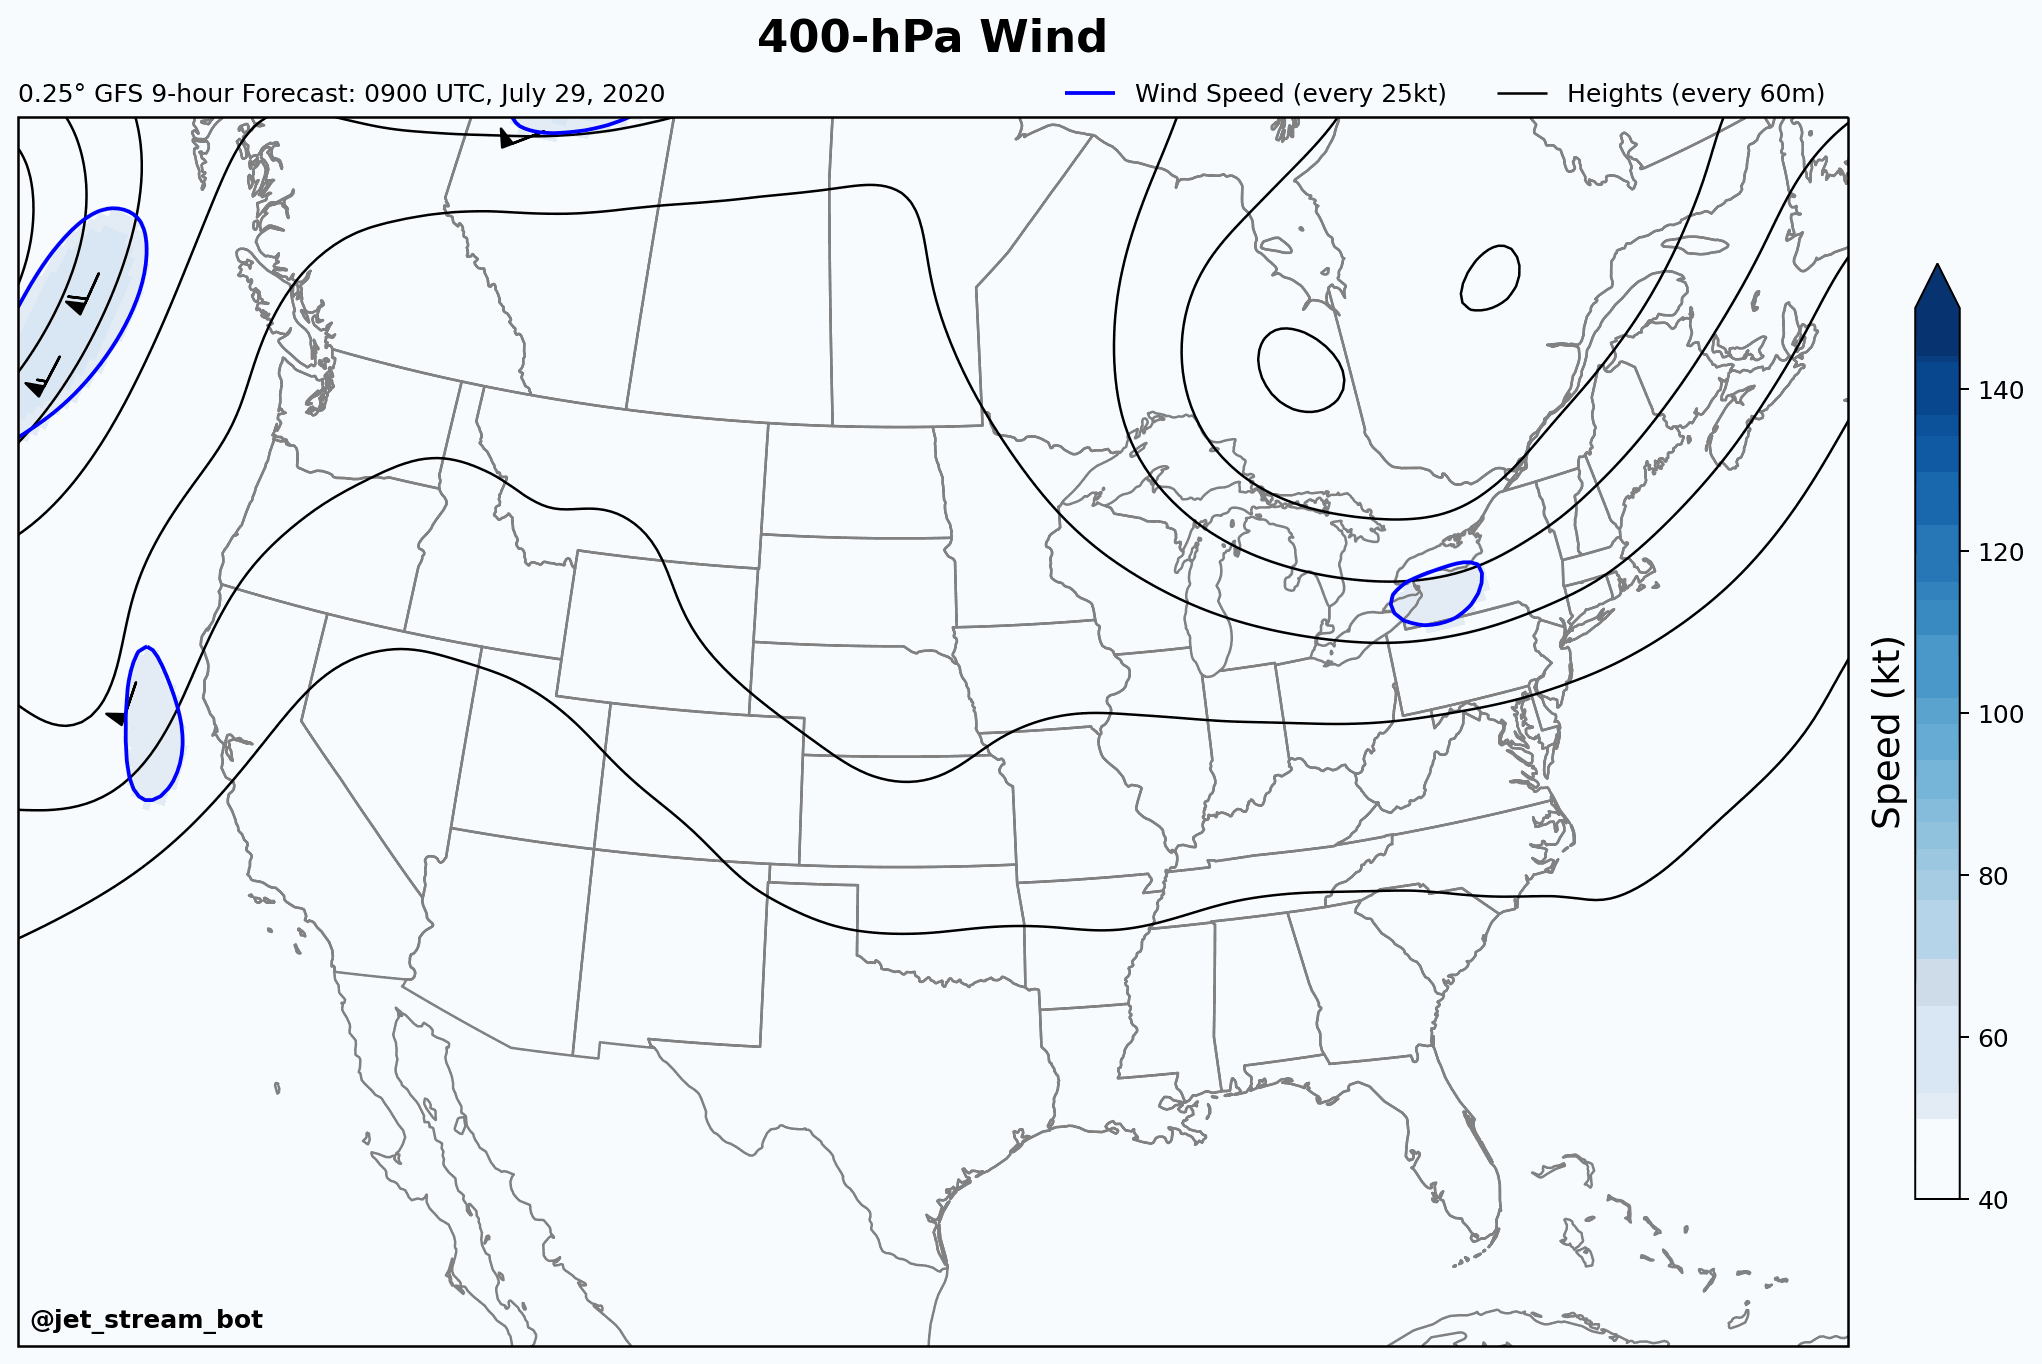 400-hPa Wind
0.25° GFS 9-hour Forecast: 0900 UTC, July 29, 2020
Wind Speed (every 25kt)
Heights (every 60m)
140
120
100
80
60
40
Speed (kt)
@jet_stream_bot